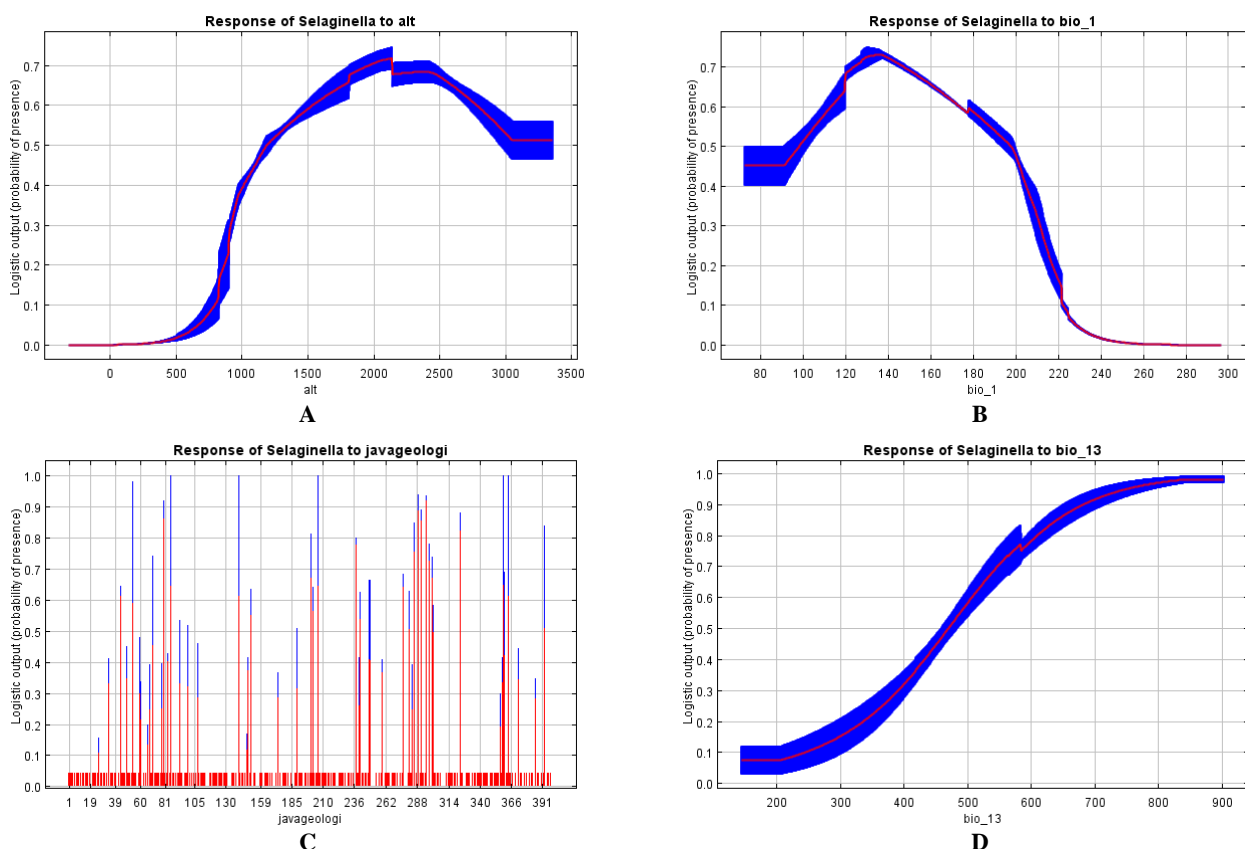 Response of Selaginella to alt
Logistic output (probability of presence)
0.7
0.6
0.5
0.4
0.3
0.2
0.1
0.0
0 500 1000 1500 2000 2500 3000 3500
alt
A
Response of Selaginella to bio_1
Logistic output (probability of presence)
0.7
0.6
0.5
0.4
0.3
0.2
0.1
0.0
80 100 120 140 160 180 200 220 240 260 280 300
bio_1
B
Response of Selaginella to javageologi
Logistic output (probability of presence)
1.0
0.9
0.8
0.7
0.6
0.5
0.4
0.3
0.2
0.1
0.0
1 19 39 60 81 105 130 159 185 210 236 262 288 314 340 366 391
javageologi
C
Response of Selaginella to bio_13
Logistic output (probability of presence)
1.0
0.9
0.8
0.7
0.6
0.5
0.4
0.3
0.2
0.1
0.0
200 300 400 500 600 700 800 900
bio_13
D